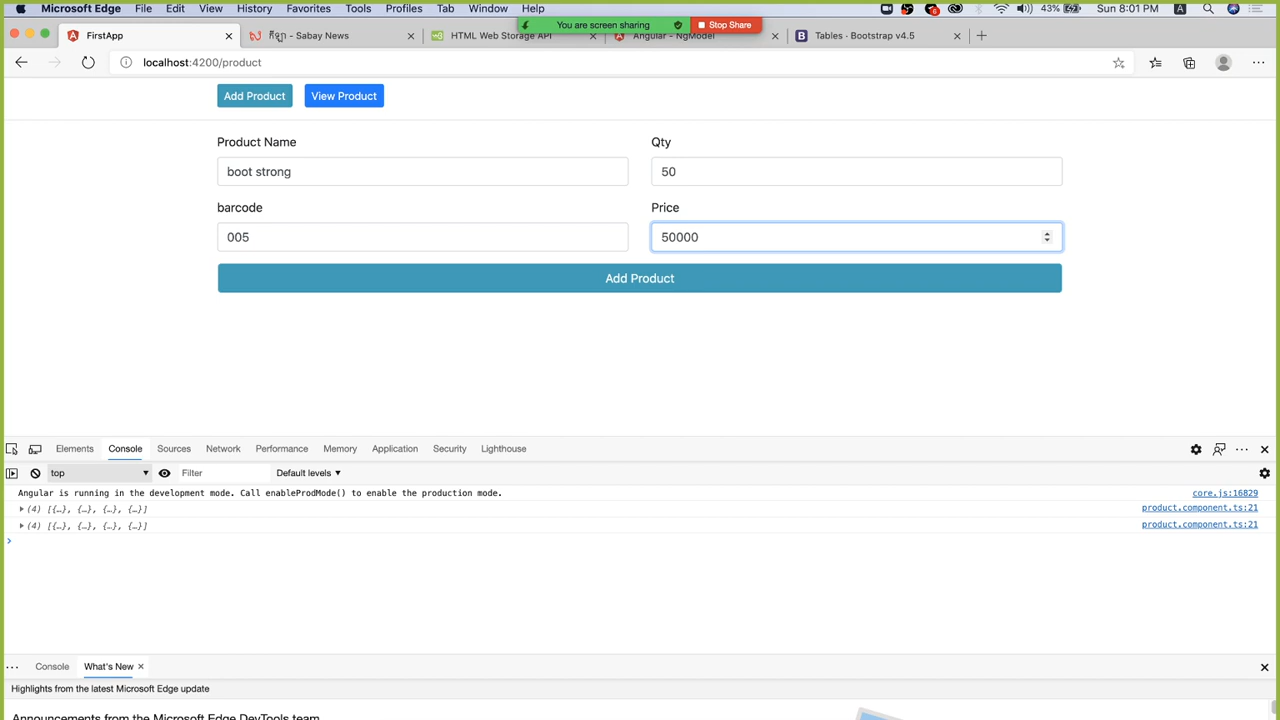 Microsoft Edge File Edit View History Favorites Tools Profiles Tab Window Help 43% Sun 8:01 PM A
You are screen sharing Stop Share
FirstApp កីឡា - Sabay News HTML Web Storage API Angular - NgModel Tables - Bootstrap v4.5
localhost:4200/product
Add Product View Product
Product Name Qty
boot strong 50
barcode Price
005 50000
Add Product
Elements Console Sources Network Performance Memory Application Security Lighthouse
top Filter Default levels
Angular is running in the development mode. Call enableProdMode() to enable the production mode. core.js:16829
(4) [{…}, {…}, {…}, {…}] product.component.ts:21
(4) [{…}, {…}, {…}, {…}] product.component.ts:21
Console What's New
Highlights from the latest Microsoft Edge update
Announcements from the Microsoft Edge DevTools team